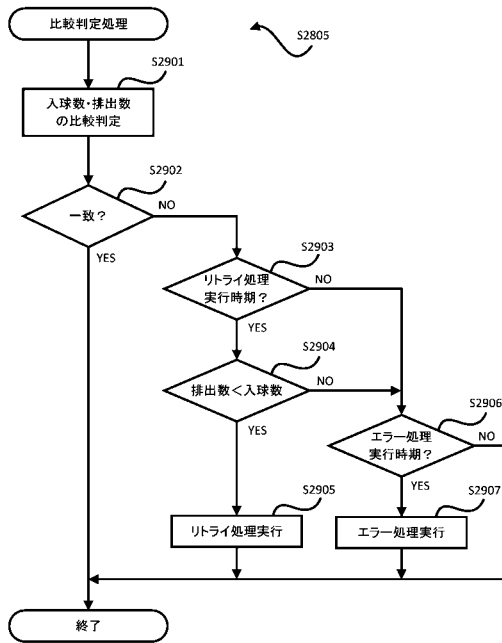 比較判定処理
S2805
S2901
入球数・排出数
の比較判定
S2902
一致？
NO
YES
S2903
リトライ処理
実行時期？
NO
YES
S2904
排出数＜入球数
NO
YES
S2906
エラー処理
実行時期？
NO
YES
S2905
リトライ処理実行
S2907
エラー処理実行
終了